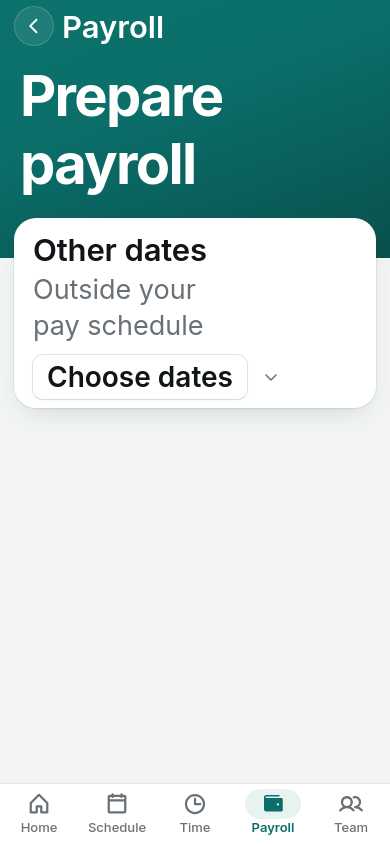 Payroll
Prepare
payroll
Other dates
Outside your
pay schedule
Choose dates
Home
Schedule
Time
Payroll
Team